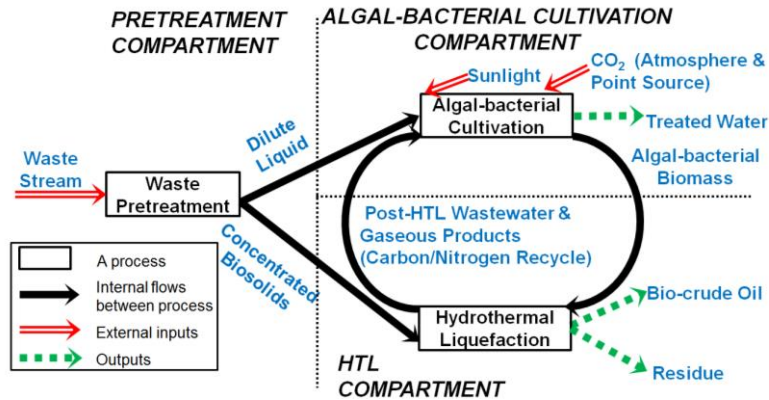 PRETREATMENT
COMPARTMENT
ALGAL-BACTERIAL CULTIVATION
COMPARTMENT
Sunlight
CO₂ (Atmosphere &
Point Source)
Algal-bacterial
Cultivation
Treated Water
Dilute
Liquid
Algal-bacterial
Biomass
Waste
Stream
Waste
Pretreatment
Post-HTL Wastewater &
Gaseous Products
(Carbon/Nitrogen Recycle)
Concentrated
Biosolids
A process
Internal flows
between process
External inputs
Outputs
Bio-crude Oil
Hydrothermal
Liquefaction
Residue
HTL
COMPARTMENT